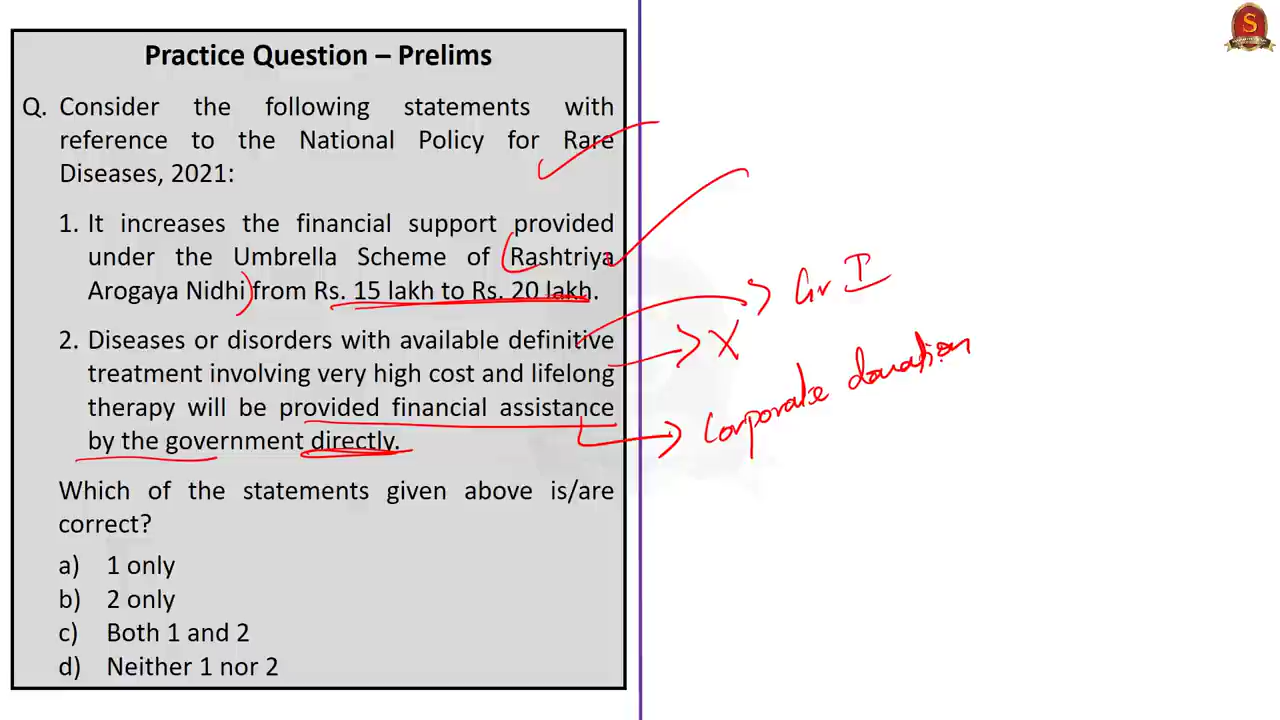 Practice Question – Prelims
Q. Consider the following statements with
reference to the National Policy for Rare
Diseases, 2021:
1. It increases the financial support provided
under the Umbrella Scheme of Rashtriya
Arogaya Nidhi) from Rs. 15 lakh to Rs. 20 lakh.
2. Diseases or disorders with available definitive
treatment involving very high cost and lifelong
therapy will be provided financial assistance
by the government directly.
Which of the statements given above is/are
correct?
a) 1 only
b) 2 only
c) Both 1 and 2
d) Neither 1 nor 2
S
Gr I
X
Corporate donation